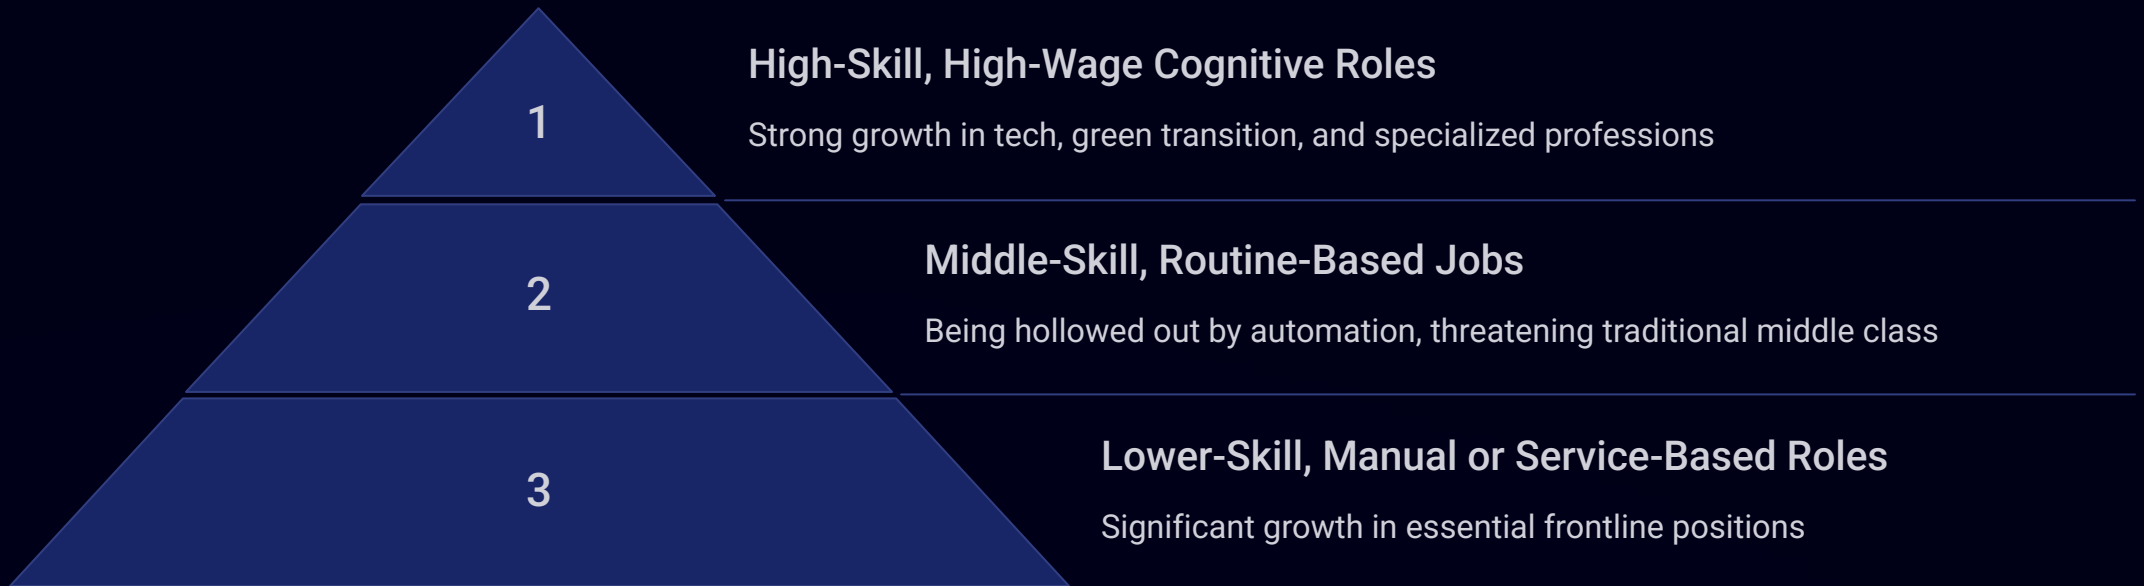 1
High-Skill, High-Wage Cognitive Roles
Strong growth in tech, green transition, and specialized professions
2
Middle-Skill, Routine-Based Jobs
Being hollowed out by automation, threatening traditional middle class
3
Lower-Skill, Manual or Service-Based Roles
Significant growth in essential frontline positions